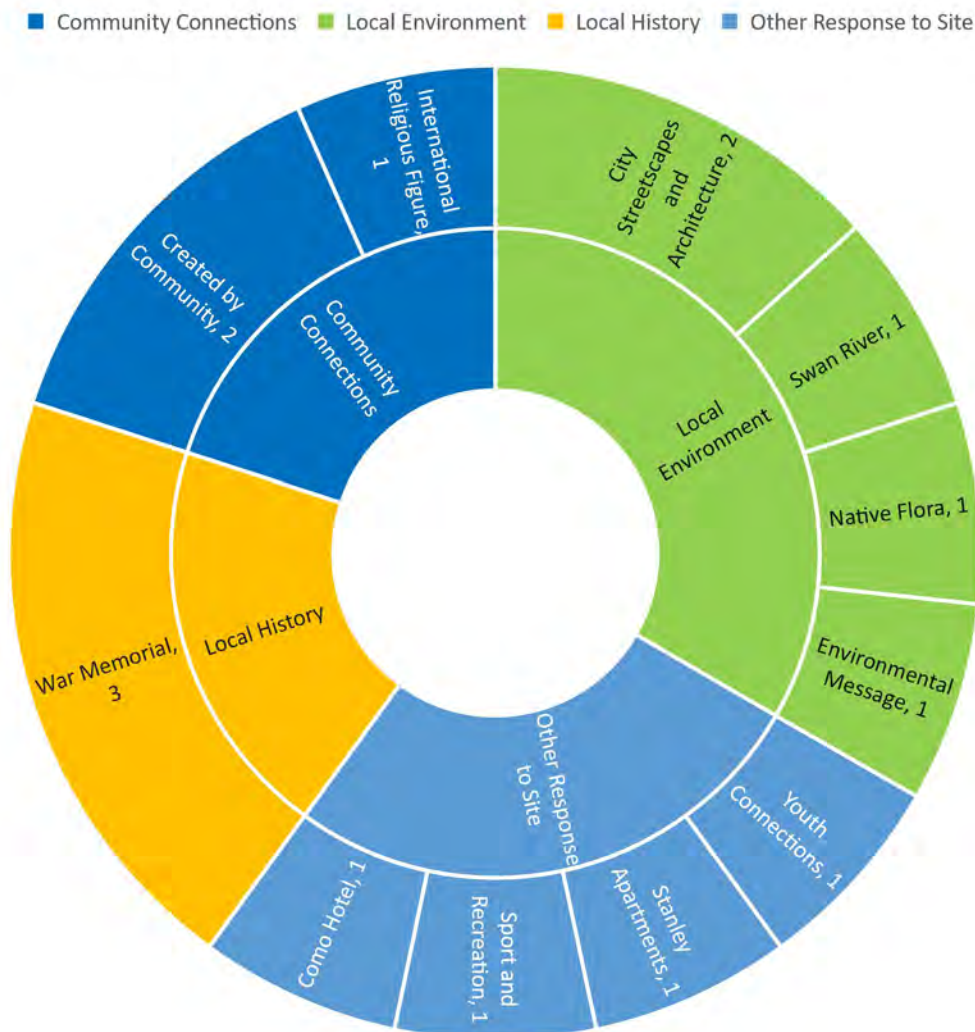 Community Connections Local Environment Local History Other Response to Site
City
Streetscapes
and
Architecture, 2
Swan River, 1
Native Flora, 1
Environmental
Message, 1
Local
Environment
Youth
Connections, 1
Stanley
Apartments, 1
Sport and
Recreation, 1
Como Hotel, 1
Other Response
to Site
War Memorial,
3
Local History
Created by
Community, 2
International
Religious Figure,
1
Community
Connections